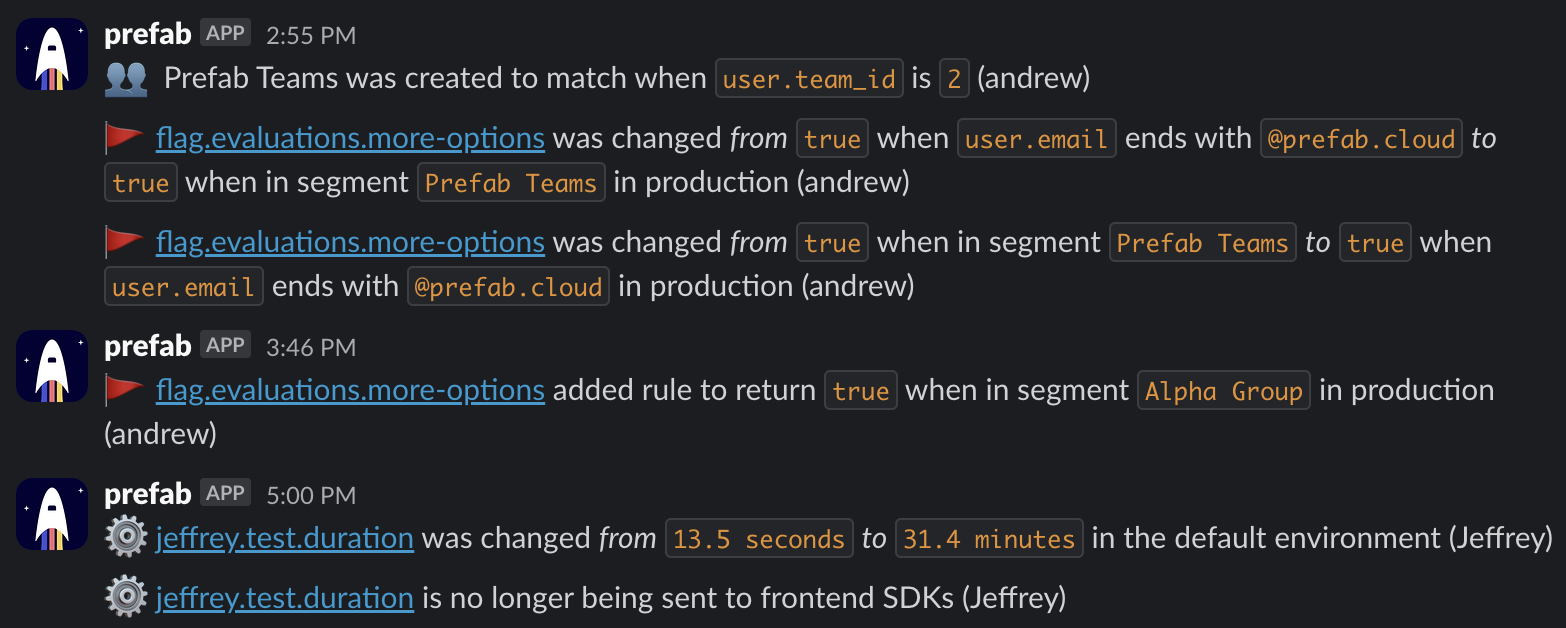 prefab APP 2:55 PM
Prefab Teams was created to match when user.team_id is 2 (andrew)
flag.evaluations.more-options was changed from true when user.email ends with @prefab.cloud to
true when in segment Prefab Teams in production (andrew)
flag.evaluations.more-options was changed from true when in segment Prefab Teams to true when
user.email ends with @prefab.cloud in production (andrew)
prefab APP 3:46 PM
flag.evaluations.more-options added rule to return true when in segment Alpha Group in production
(andrew)
prefab APP 5:00 PM
jeffrey.test.duration was changed from 13.5 seconds to 31.4 minutes in the default environment (Jeffrey)
jeffrey.test.duration is no longer being sent to frontend SDKs (Jeffrey)